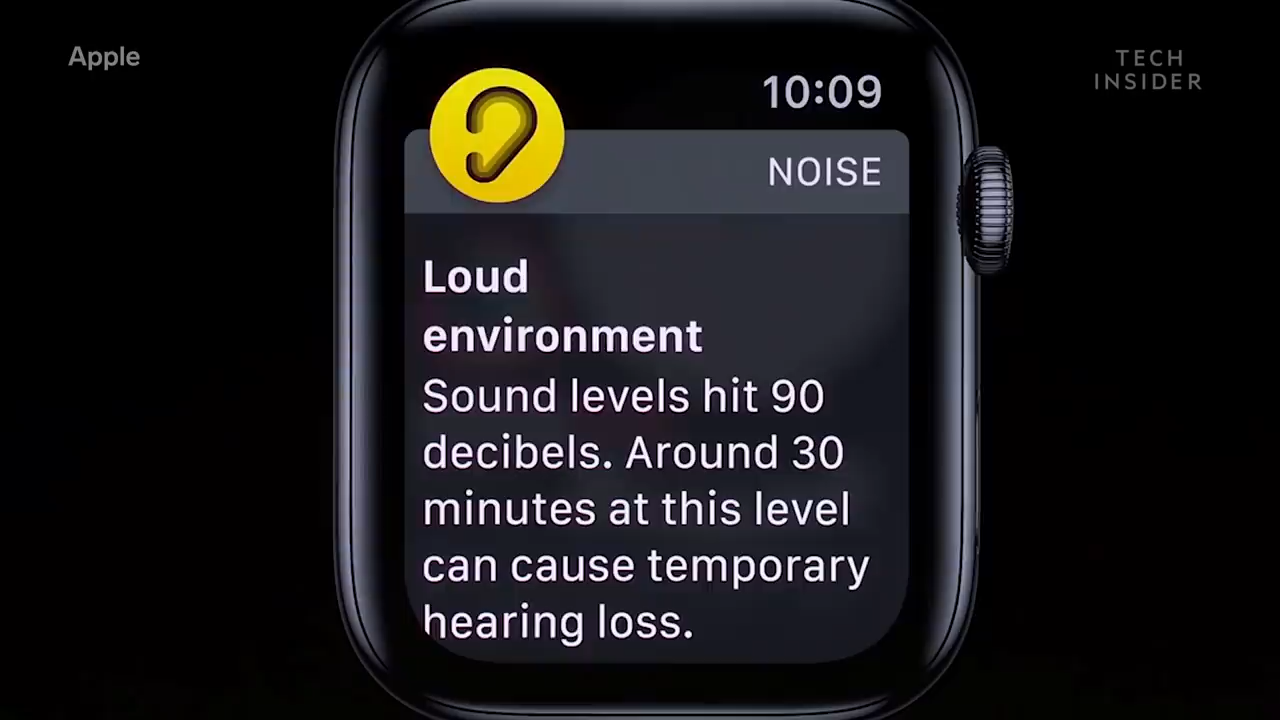 Apple
TECH
INSIDER
10:09
NOISE
Loud
environment
Sound levels hit 90
decibels. Around 30
minutes at this level
can cause temporary
hearing loss.